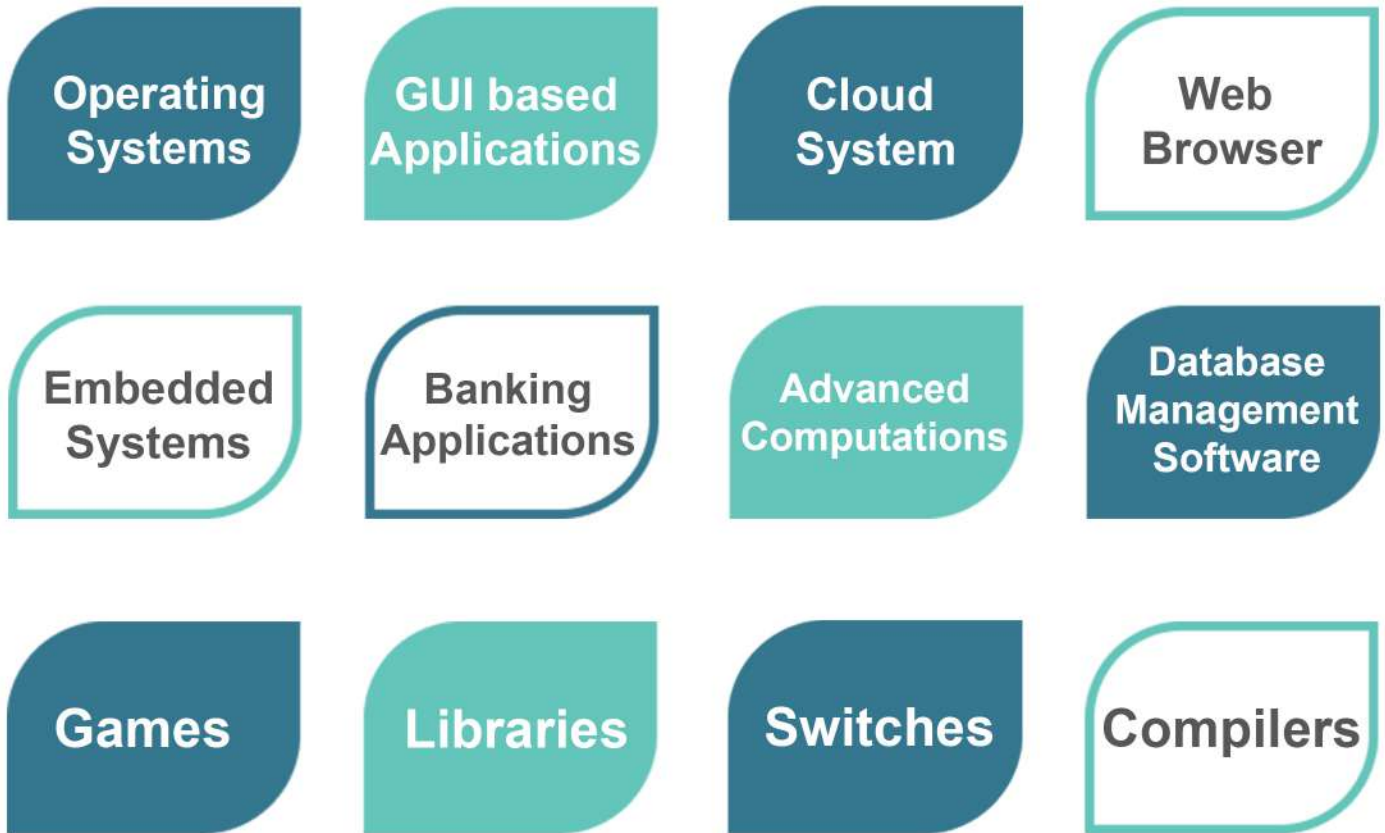 Operating
Systems
GUI based
Applications
Cloud
System
Web
Browser
Embedded
Systems
Banking
Applications
Advanced
Computations
Database
Management
Software
Games
Libraries
Switches
Compilers